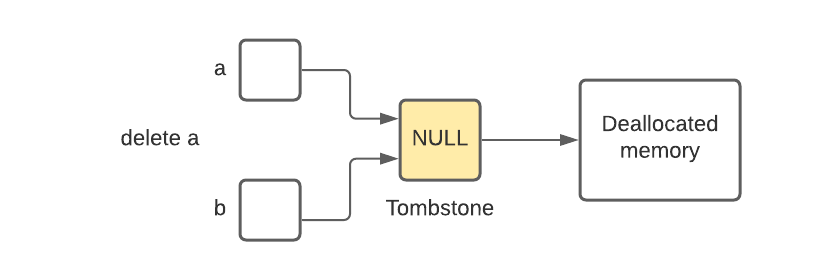 a
delete a
NULL
Deallocated
memory
b
Tombstone